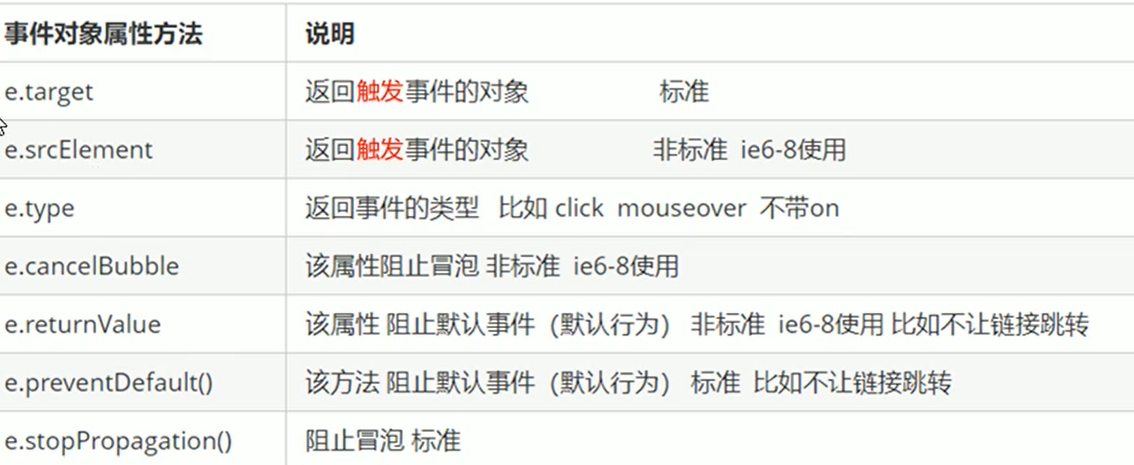 事件对象属性方法 说明
e.target 返回触发事件的对象 标准
e.srcElement 返回触发事件的对象 非标准 ie6-8使用
e.type 返回事件的类型 比如 click mouseover 不带on
e.cancelBubble 该属性阻止冒泡 非标准 ie6-8使用
e.returnValue 该属性 阻止默认事件（默认行为） 非标准 ie6-8使用 比如不让链接跳转
e.preventDefault() 该方法 阻止默认事件（默认行为） 标准 比如不让链接跳转
e.stopPropagation() 阻止冒泡 标准